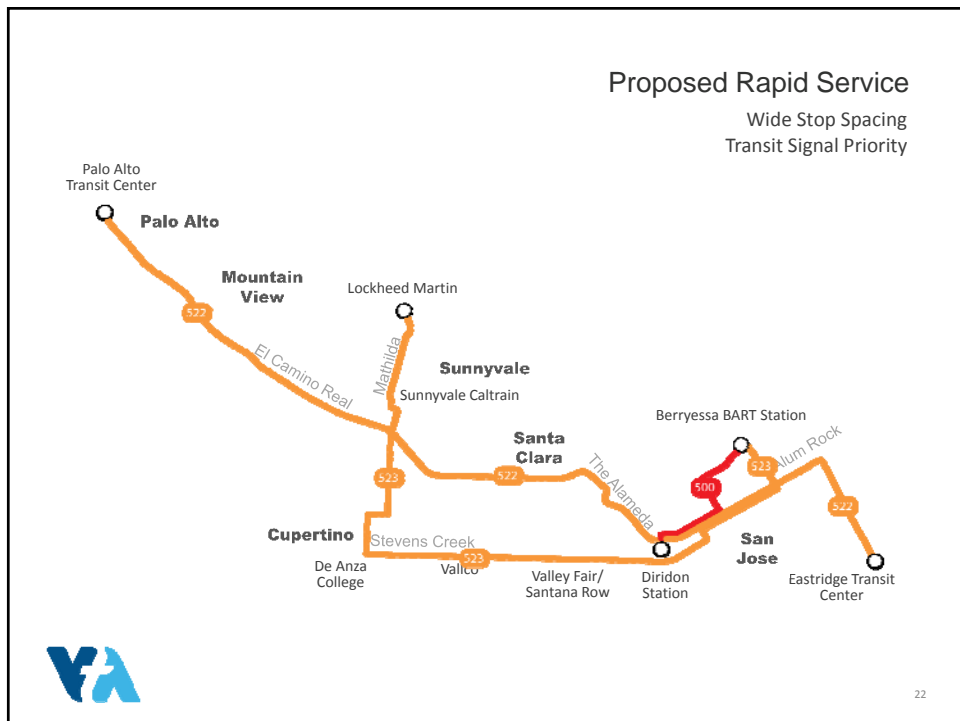 Proposed Rapid Service
Wide Stop Spacing
Transit Signal Priority
Palo Alto
Transit Center
Palo Alto
Mountain
View
522
El Camino Real
Lockheed Martin
Mathilda
Sunnyvale
Sunnyvale Caltrain
Santa
Clara
522
The Alameda
Berryessa BART Station
500
523
Alum Rock
522
523
Cupertino
Stevens Creek
523
De Anza
College
Vallco
Valley Fair/
Santana Row
Diridon
Station
San
Jose
Eastridge Transit
Center
VTA
22